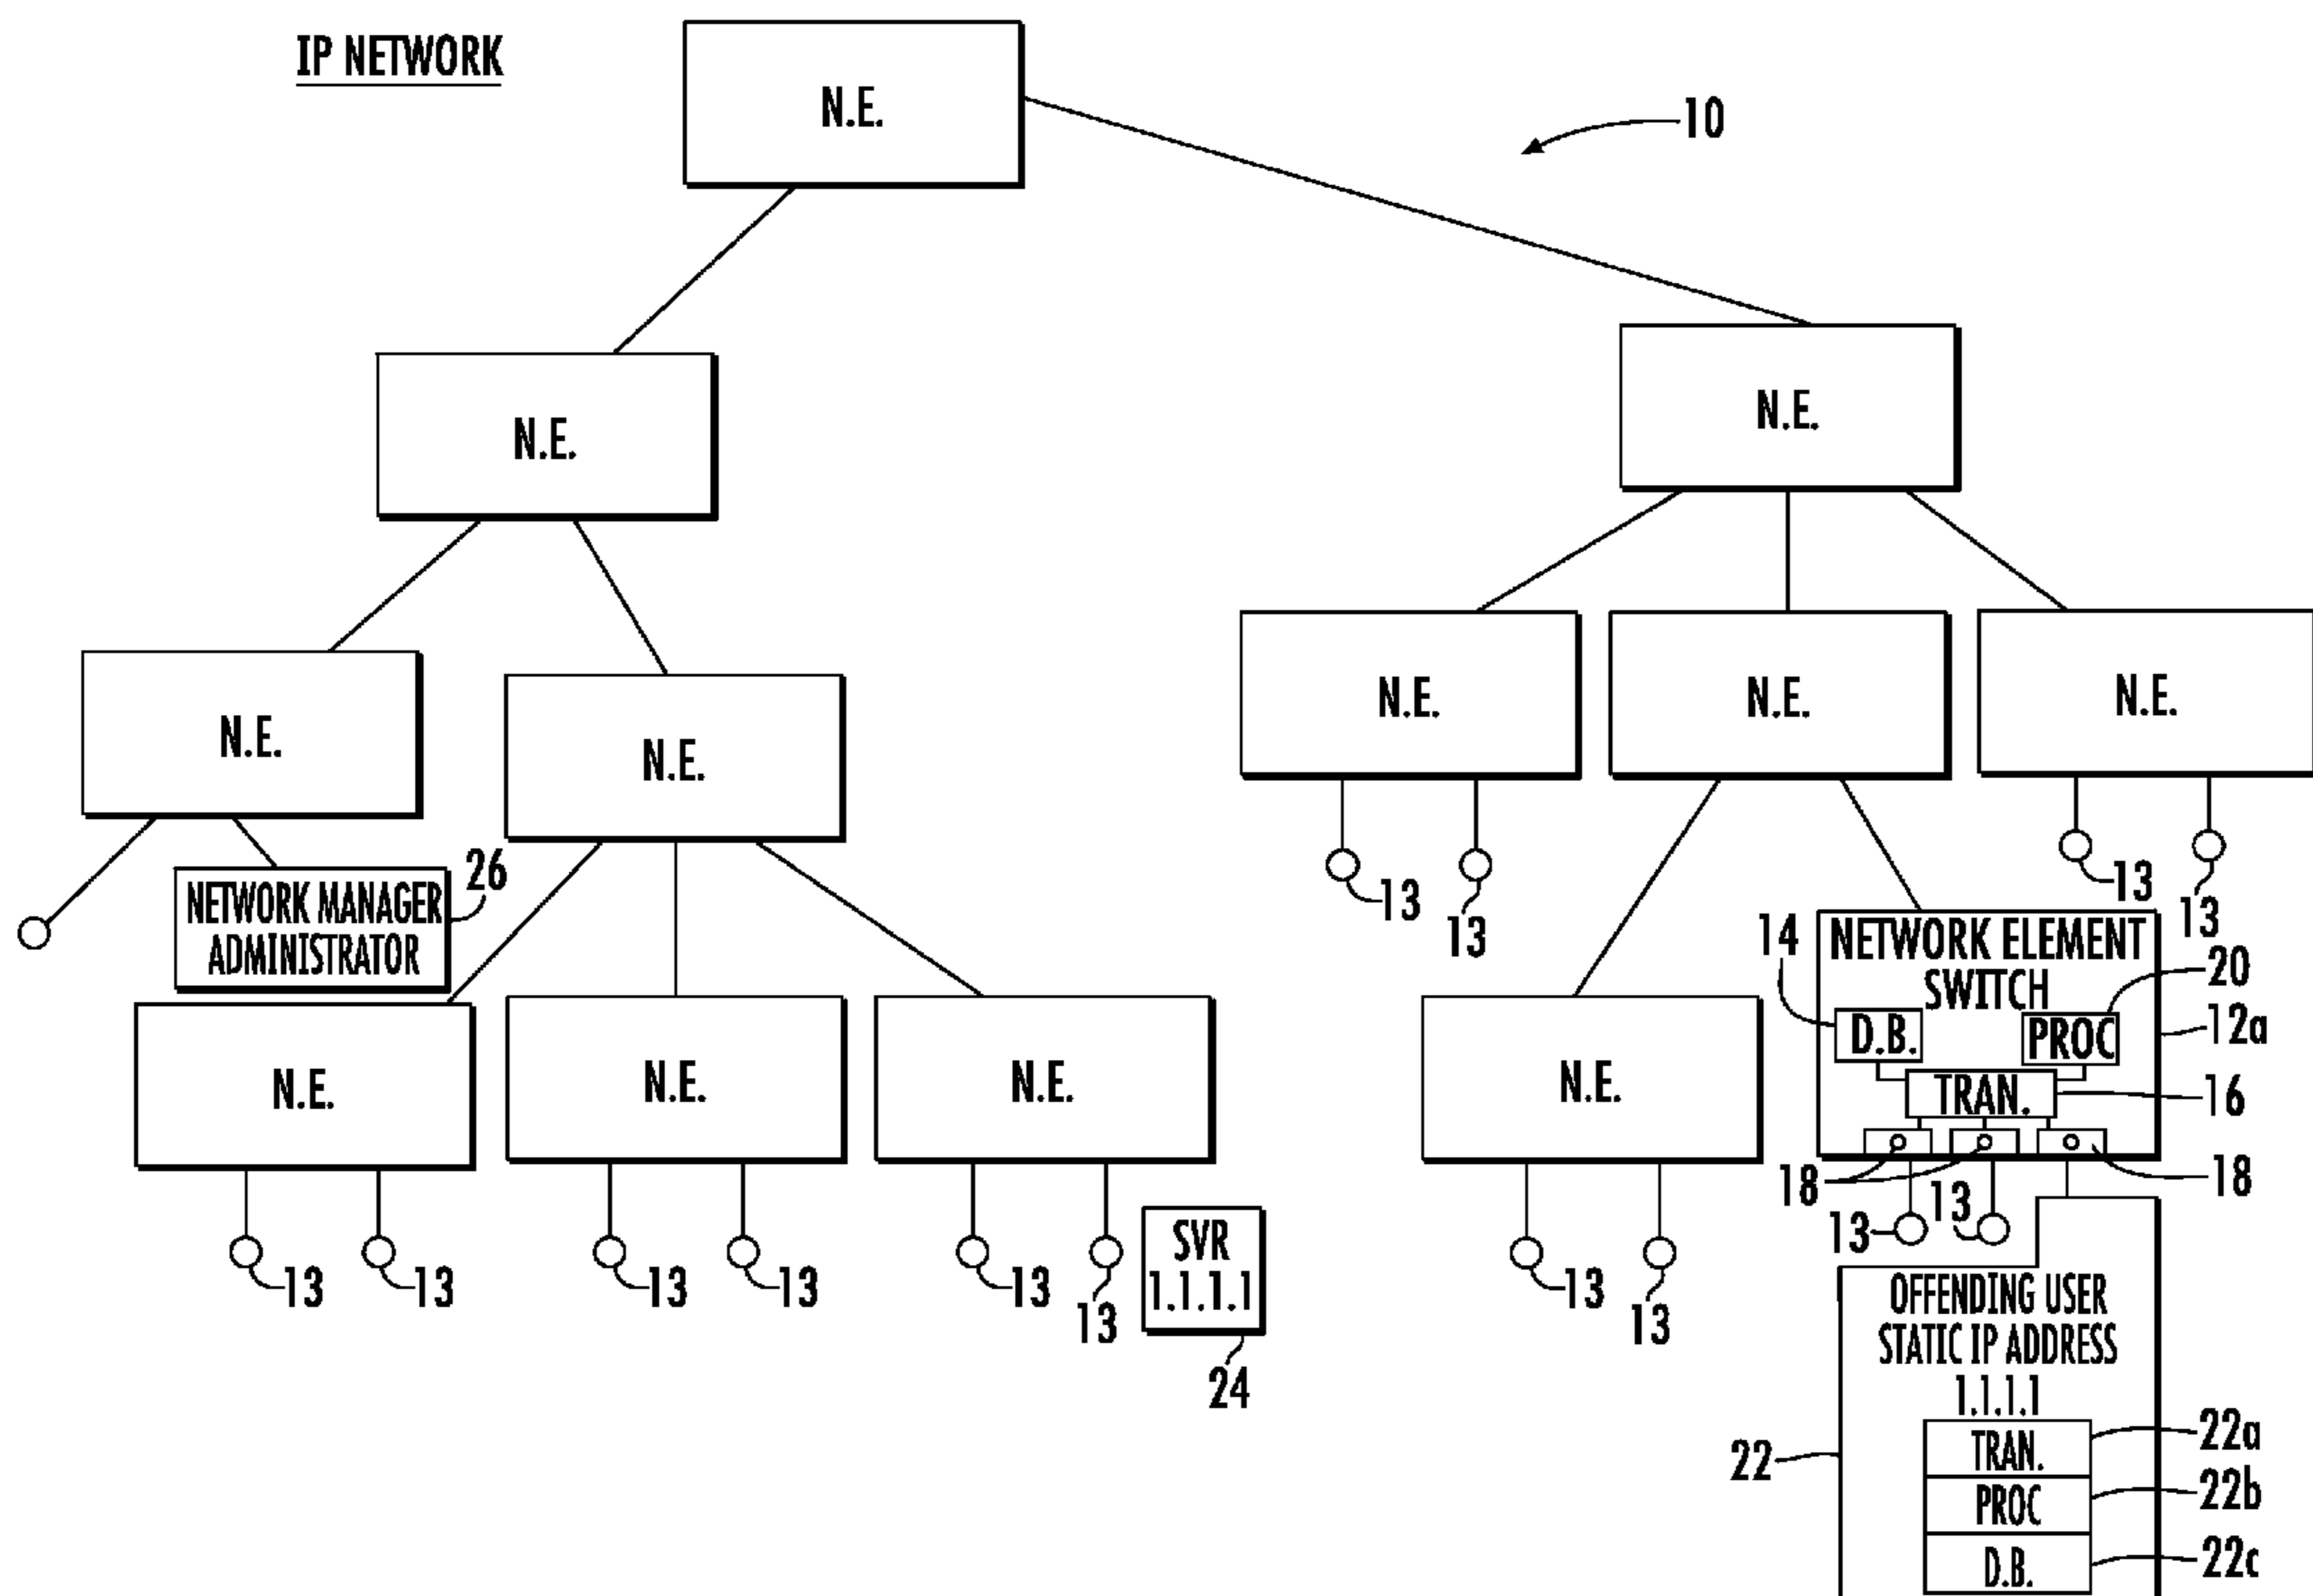 IP NETWORK
N.E.
10
N.E.
N.E.
N.E.
N.E.
N.E.
N.E.
N.E.
NETWORK MANAGER
ADMINISTRATOR
26
13
13
13
13
N.E.
N.E.
N.E.
N.E.
NETWORK ELEMENT
SWITCH
14
20
D.B.
PROC
12a
TRAN.
16
18
18
13
13
13
13
13
13
13
13
SVR
1.1.1.1
24
13
13
OFFENDING USER
STATIC IP ADDRESS
1.1.1.1
22
TRAN.
22a
PROC
22b
D.B.
22c